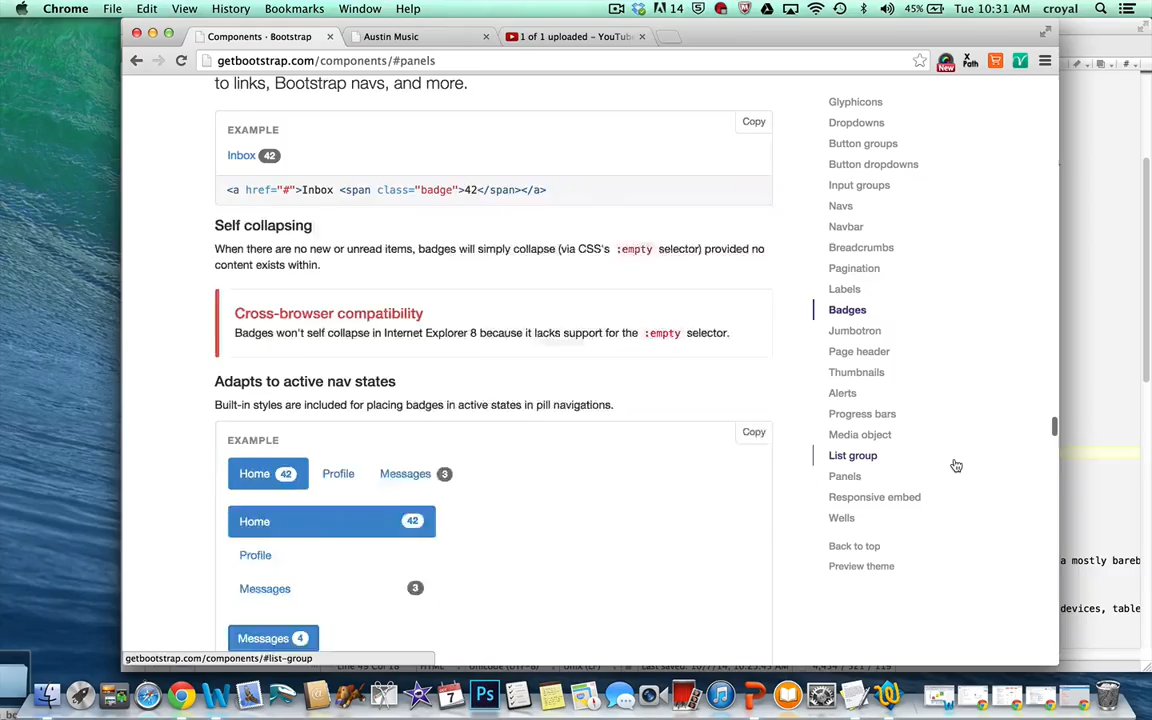 Chrome File Edit View History Bookmarks Window Help 14 45% Tue 10:31 AM croyal
Components · Bootstrap Austin Music 1 of 1 uploaded – YouTube
getbootstrap.com/components/#panels
New
XPath
to links, Bootstrap navs, and more.
EXAMPLE Copy
Inbox 42
<a href="#">Inbox <span class="badge">42</span></a>
Self collapsing
When there are no new or unread items, badges will simply collapse (via CSS's :empty selector) provided no
content exists within.
Cross-browser compatibility
Badges won't self collapse in Internet Explorer 8 because it lacks support for the :empty selector.
Adapts to active nav states
Built-in styles are included for placing badges in active states in pill navigations.
EXAMPLE Copy
Home 42 Profile Messages 3
Home 42
Profile
Messages 3
Messages 4
Glyphicons
Dropdowns
Button groups
Button dropdowns
Input groups
Navs
Navbar
Breadcrumbs
Pagination
Labels
Badges
Jumbotron
Page header
Thumbnails
Alerts
Progress bars
Media object
List group
Panels
Responsive embed
Wells
Back to top
Preview theme
a mostly bareb
devices, table
getbootstrap.com/components/#list-group